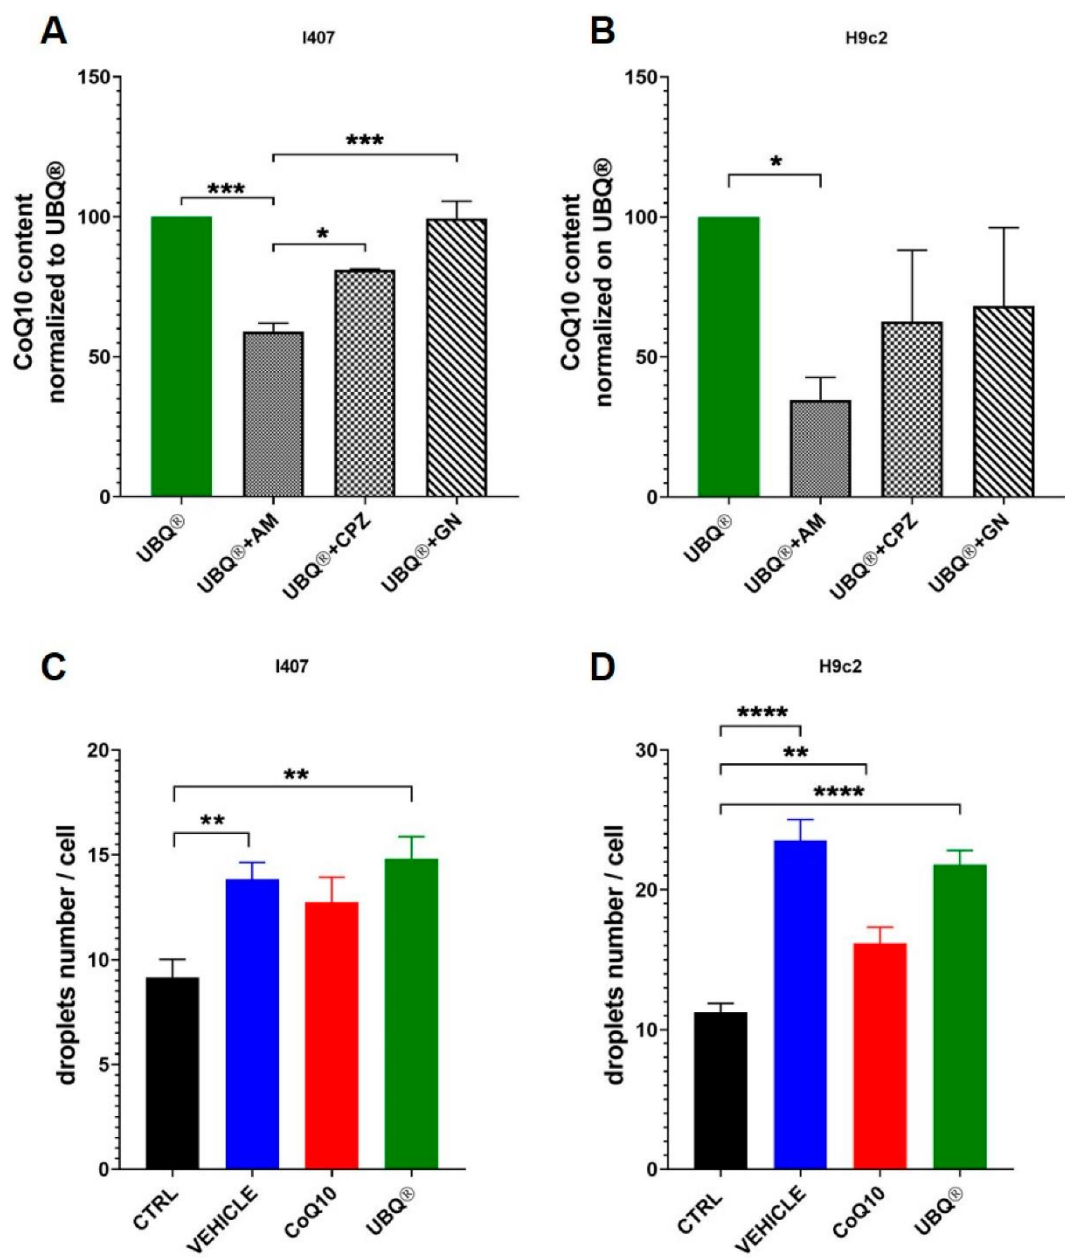 A
I407
CoQ10 content
normalized to UBQ®
150
100
50
0
***
***
*
UBQ®
UBQ®+AM
UBQ®+CPZ
UBQ®+GN
B
H9c2
CoQ10 content
normalized on UBQ®
150
100
50
0
*
UBQ®
UBQ®+AM
UBQ®+CPZ
UBQ®+GN
C
I407
droplets number / cell
20
15
10
5
0
**
**
CTRL
VEHICLE
CoQ10
UBQ®
D
H9c2
droplets number / cell
30
20
10
0
****
**
****
CTRL
VEHICLE
CoQ10
UBQ®